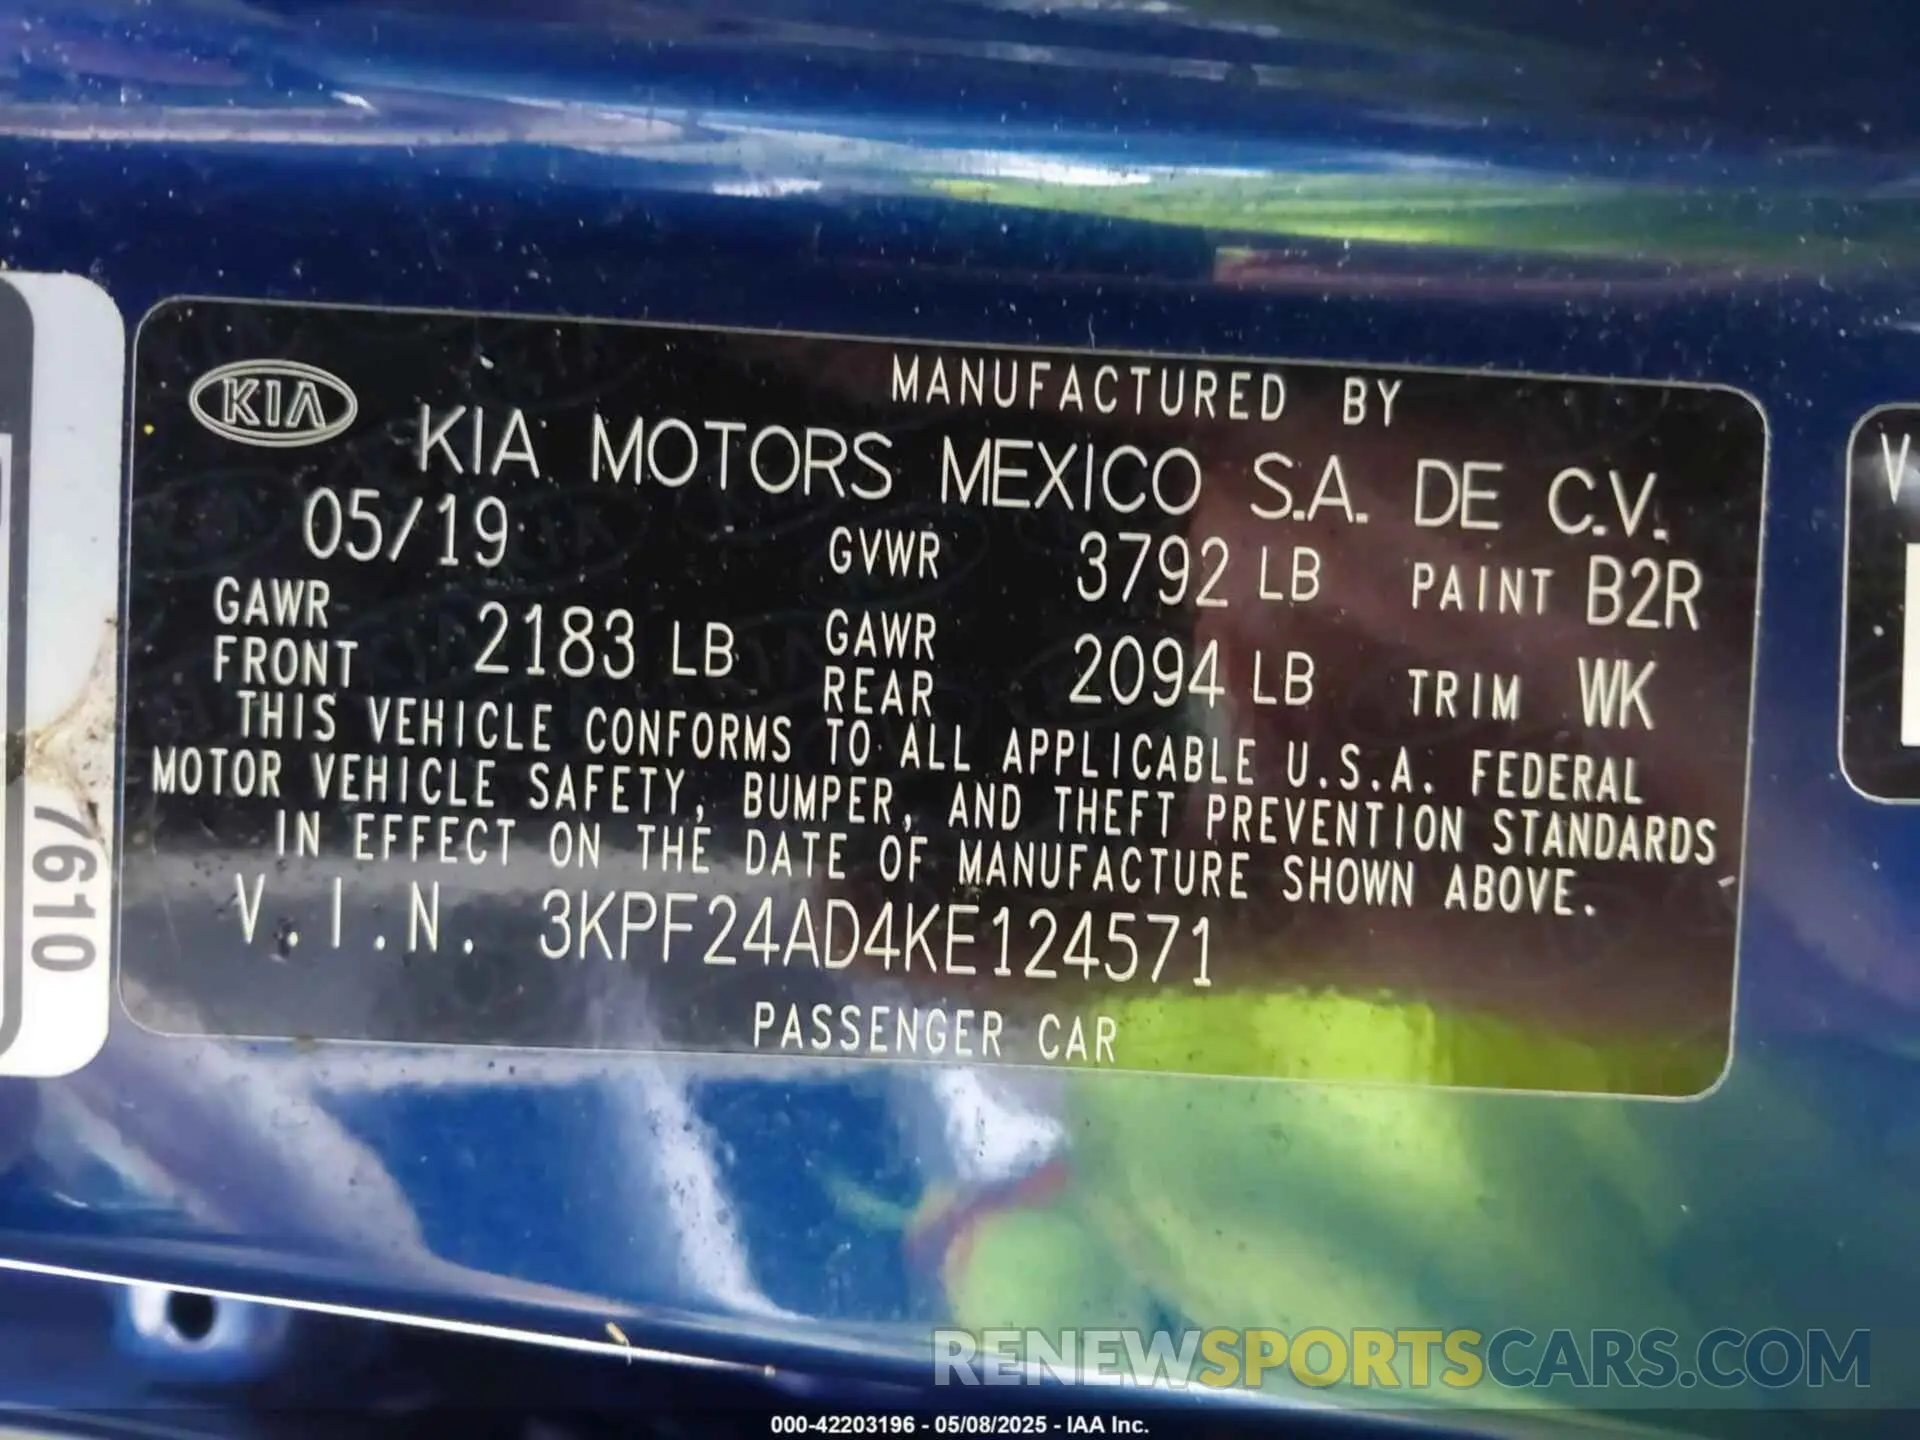 MANUFACTURED BY
KIA KIA MOTORS MEXICO S.A. DE C.V.
05/19 GVWR 3792 LB PAINT B2R
GAWR FRONT 2183 LB GAWR REAR 2094 LB TRIM WK
THIS VEHICLE CONFORMS TO ALL APPLICABLE U.S.A. FEDERAL
MOTOR VEHICLE SAFETY, BUMPER, AND THEFT PREVENTION STANDARDS
IN EFFECT ON THE DATE OF MANUFACTURE SHOWN ABOVE.
V.I.N. 3KPF24AD4KE124571
PASSENGER CAR
7610
V
RENEWSPORTSCARS.COM
000-42203196 - 05/08/2025 - IAA Inc.